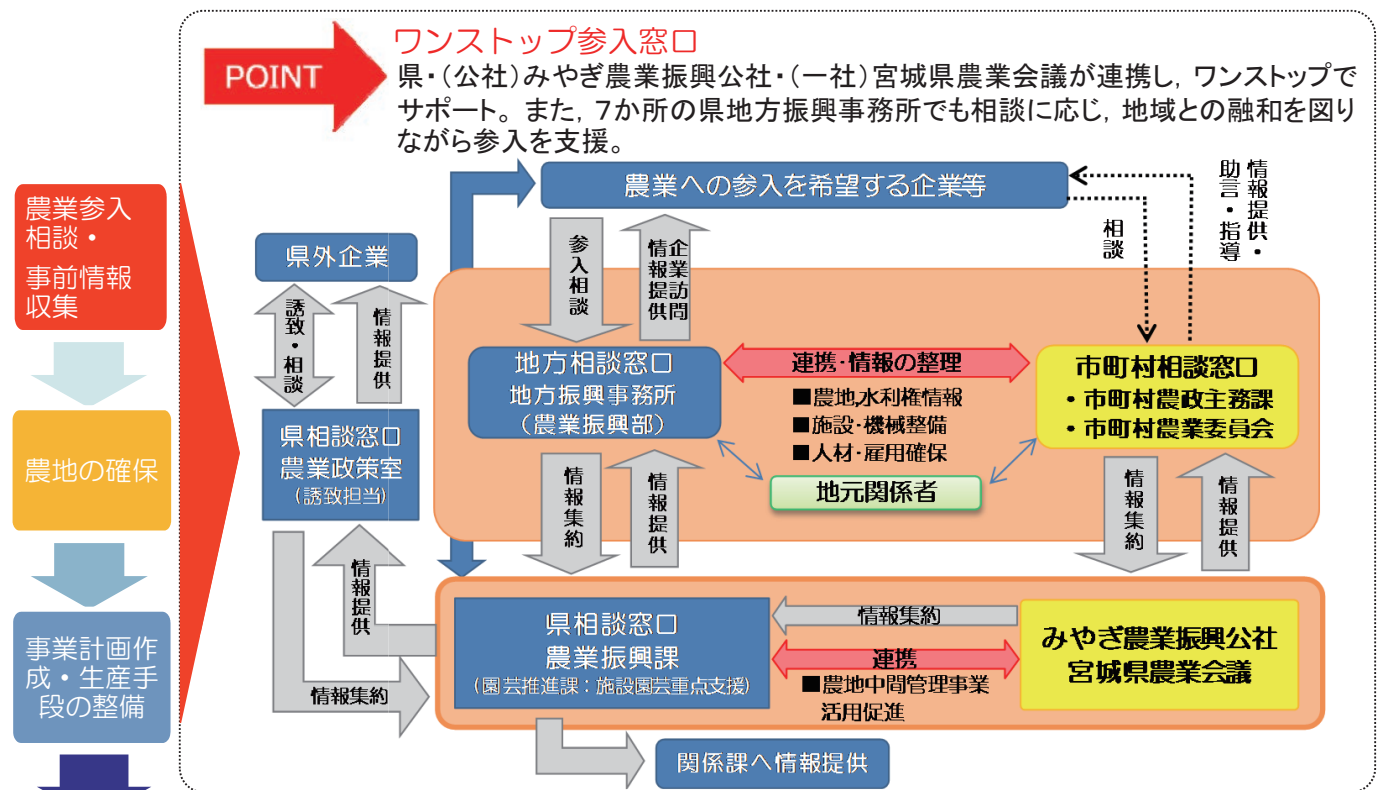 POINT
ワンストップ参入窓口
県・(公社)みやぎ農業振興公社・(一社)宮城県農業会議が連携し，ワンストップで
サポート。また，７か所の県地方振興事務所でも相談に応じ，地域との融和を図り
ながら参入を支援。
農業参入
相談・
事前情報
収集
農地の確保
事業計画作
成・生産手
段の整備
農業への参入を希望する企業等
情報提供・
助言・指導
相談
参入相談
企業訪問
情報提供
県外企業
誘致・相談
情報提供
県相談窓口
農業政策室
(誘致担当)
地方相談窓口
地方振興事務所
(農業振興部)
連携・情報の整理
■農地,水利権情報
■施設・機械整備
■人材・雇用確保
地元関係者
市町村相談窓口
・市町村農政主務課
・市町村農業委員会
情報集約
情報提供
情報集約
情報提供
情報提供
情報集約
県相談窓口
農業振興課
(園芸推進課：施設園芸重点支援)
情報集約
連携
■農地中間管理事業
活用促進
みやぎ農業振興公社
宮城県農業会議
関係課へ情報提供